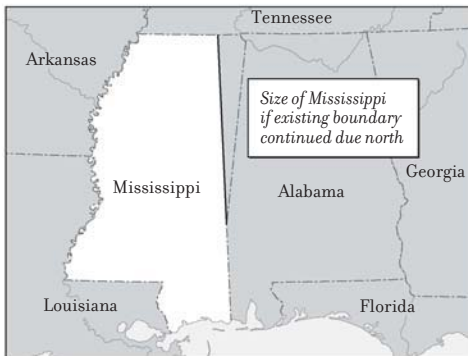 Tennessee
Arkansas
Size of Mississippi
if existing boundary
continued due north
Georgia
Mississippi
Alabama
Louisiana
Florida